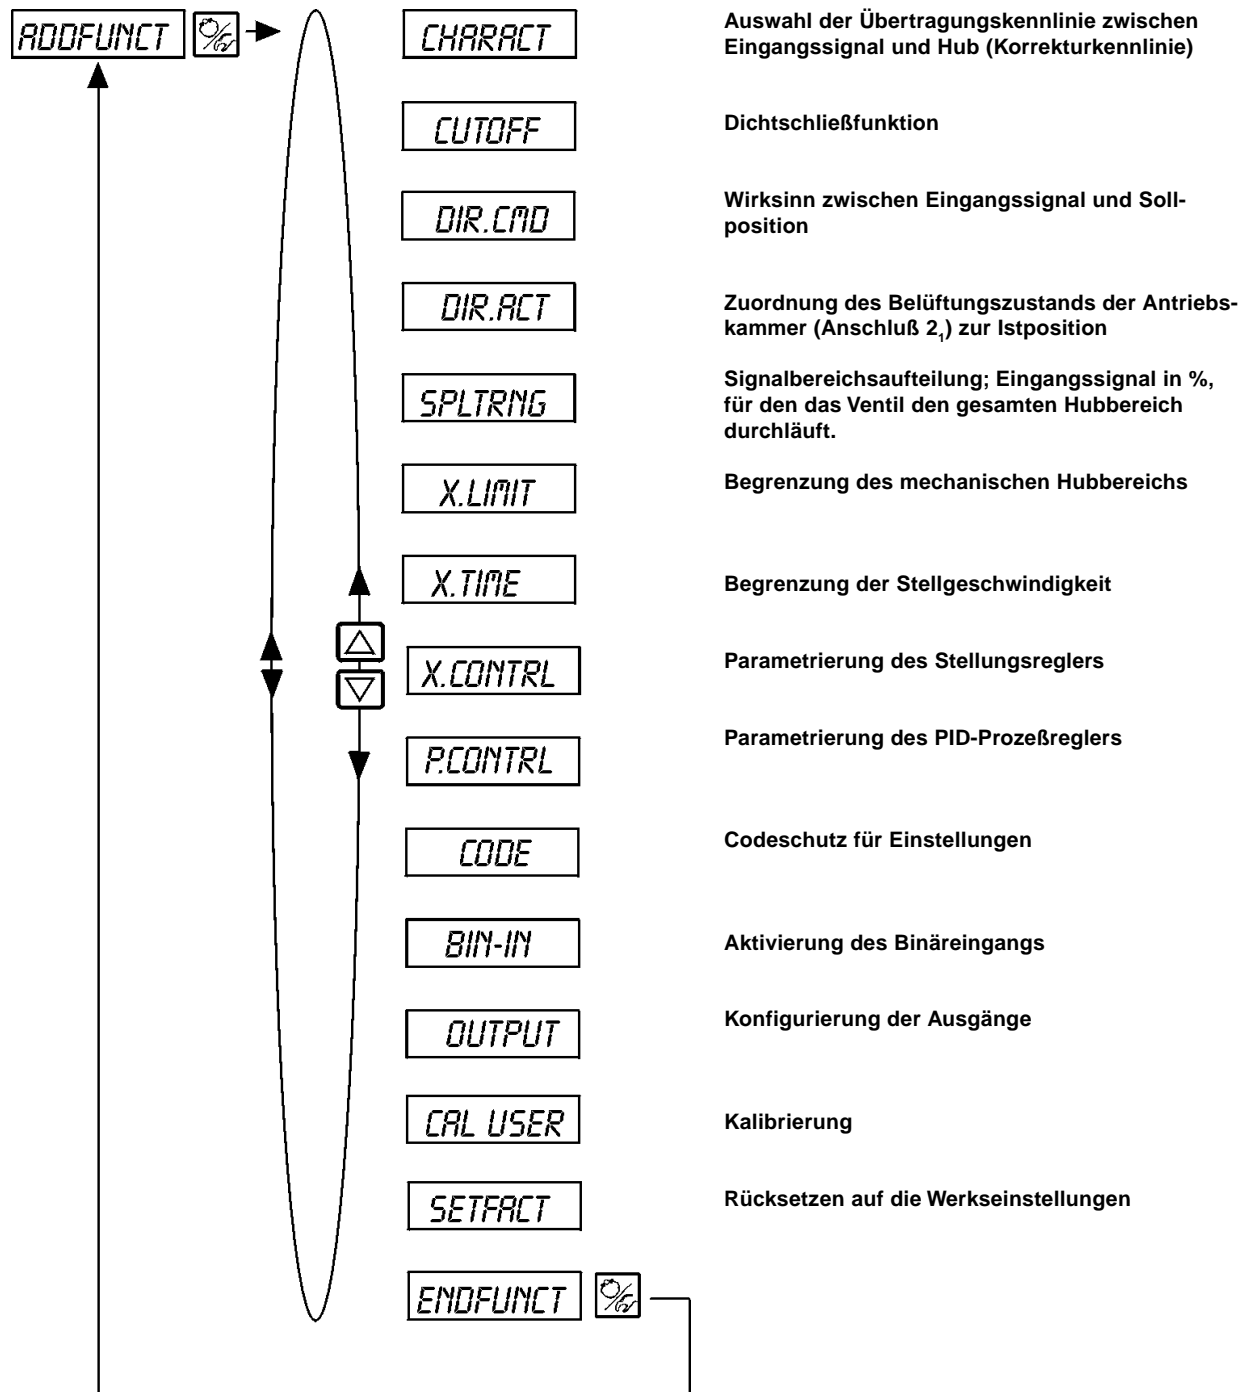 ADDFUNCT
CHARACT
Auswahl der Übertragungskennlinie zwischen
Eingangssignal und Hub (Korrekturkennlinie)
CUTOFF
Dichtschließfunktion
DIR.CMD
Wirksinn zwischen Eingangssignal und Soll-
position
DIR.ACT
Zuordnung des Belüftungszustands der Antriebs-
kammer (Anschluß 2₁) zur Istposition
SPLTRNG
Signalbereichsaufteilung; Eingangssignal in %,
für den das Ventil den gesamten Hubbereich
durchläuft.
X.LIMIT
Begrenzung des mechanischen Hubbereichs
X.TIME
Begrenzung der Stellgeschwindigkeit
X.CONTRL
Parametrierung des Stellungsreglers
P.CONTRL
Parametrierung des PID-Prozeßreglers
CODE
Codeschutz für Einstellungen
BIN-IN
Aktivierung des Binäreingangs
OUTPUT
Konfigurierung der Ausgänge
CAL USER
Kalibrierung
SETFACT
Rücksetzen auf die Werkseinstellungen
ENDFUNCT